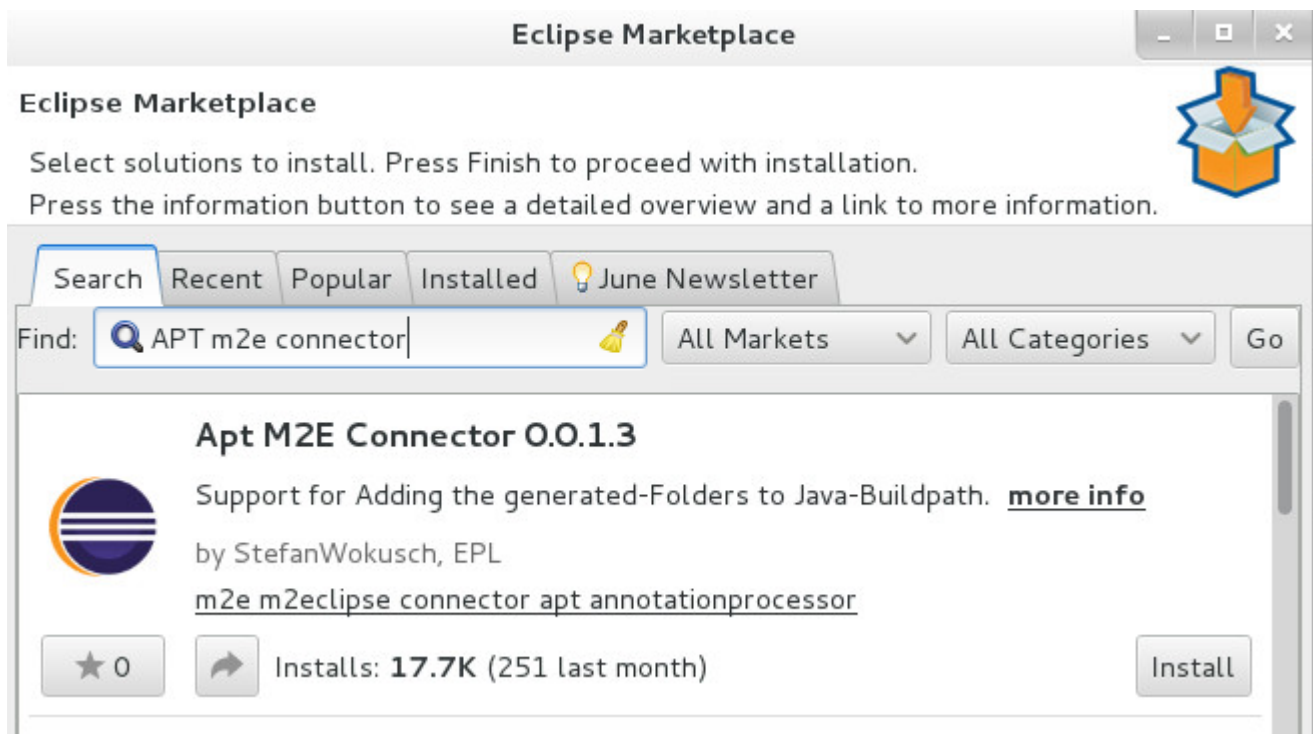 Eclipse Marketplace
Eclipse Marketplace
Select solutions to install. Press Finish to proceed with installation.
Press the information button to see a detailed overview and a link to more information.
Search Recent Popular Installed June Newsletter
Find: APT m2e connector All Markets All Categories Go
Apt M2E Connector 0.0.1.3
Support for Adding the generated-Folders to Java-Buildpath. more info
by StefanWokusch, EPL
m2e m2eclipse connector apt annotationprocessor
0 Installs: 17.7K (251 last month) Install